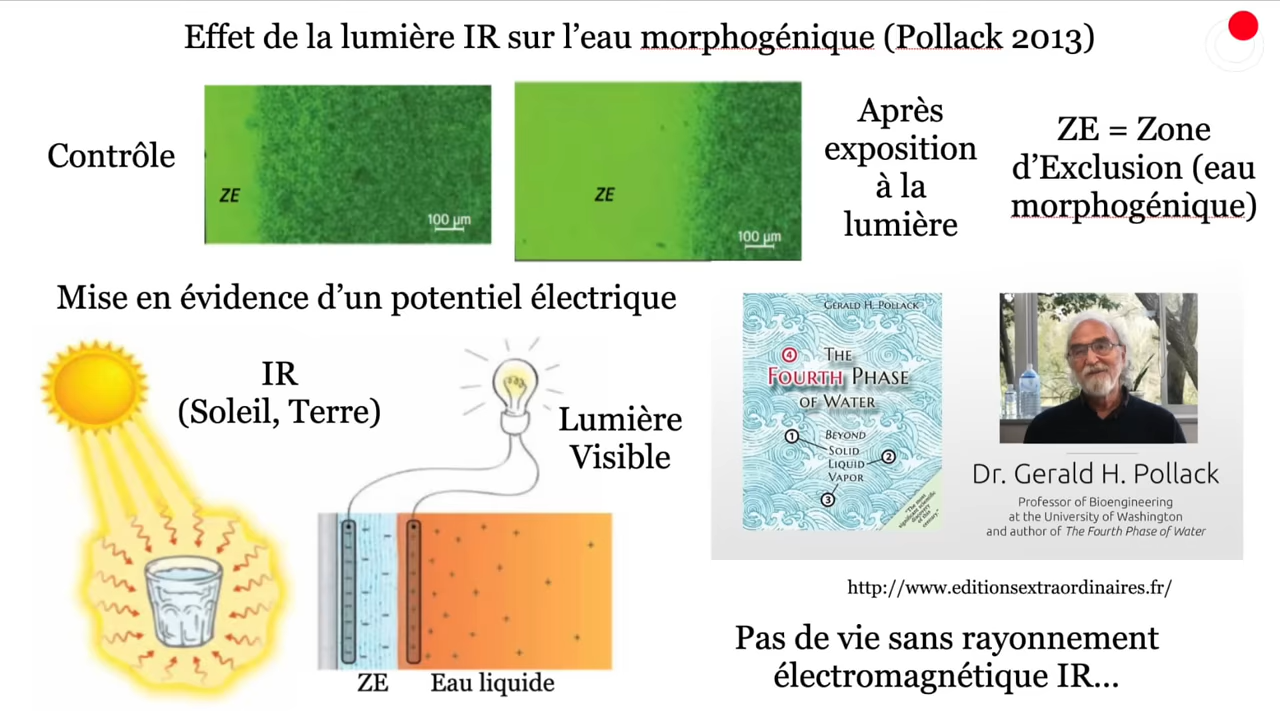 Effet de la lumière IR sur l’eau morphogénique (Pollack 2013)
Contrôle
ZE
100 µm
ZE
100 µm
Après
exposition
à la
lumière
ZE = Zone
d’Exclusion (eau
morphogénique)
Mise en évidence d’un potentiel électrique
IR
(Soleil, Terre)
Lumière
Visible
ZE
Eau liquide
GERALD H. POLLACK
4
THE
FOURTH PHASE
OF WATER
1
BEYOND
SOLID
LIQUID
VAPOR
2
3
Dr. Gerald H. Pollack
Professor of Bioengineering
at the University of Washington
and author of The Fourth Phase of Water
http://www.editionsextraordinaires.fr/
Pas de vie sans rayonnement
électromagnétique IR...